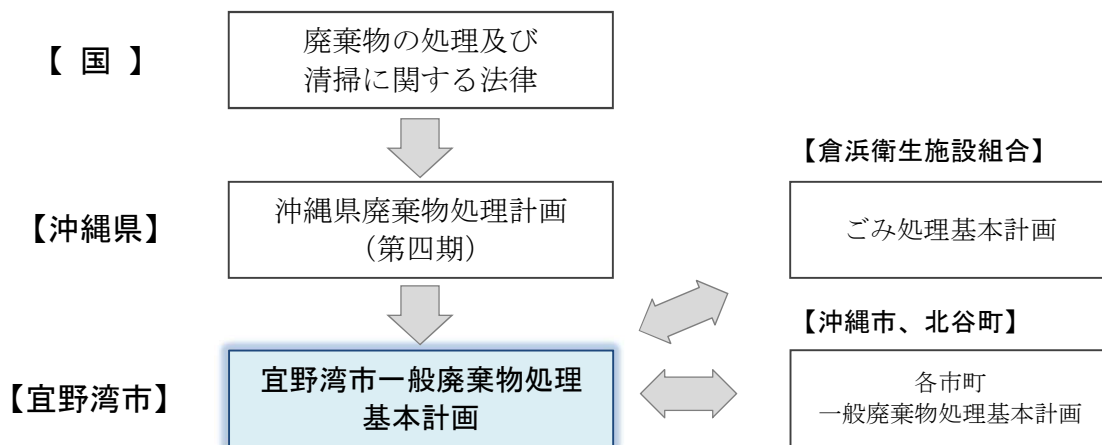 【 国 】
廃棄物の処理及び
清掃に関する法律
【倉浜衛生施設組合】
【沖縄県】
沖縄県廃棄物処理計画
（第四期）
ごみ処理基本計画
【沖縄市、北谷町】
【宜野湾市】
宜野湾市一般廃棄物処理
基本計画
各市町
一般廃棄物処理基本計画